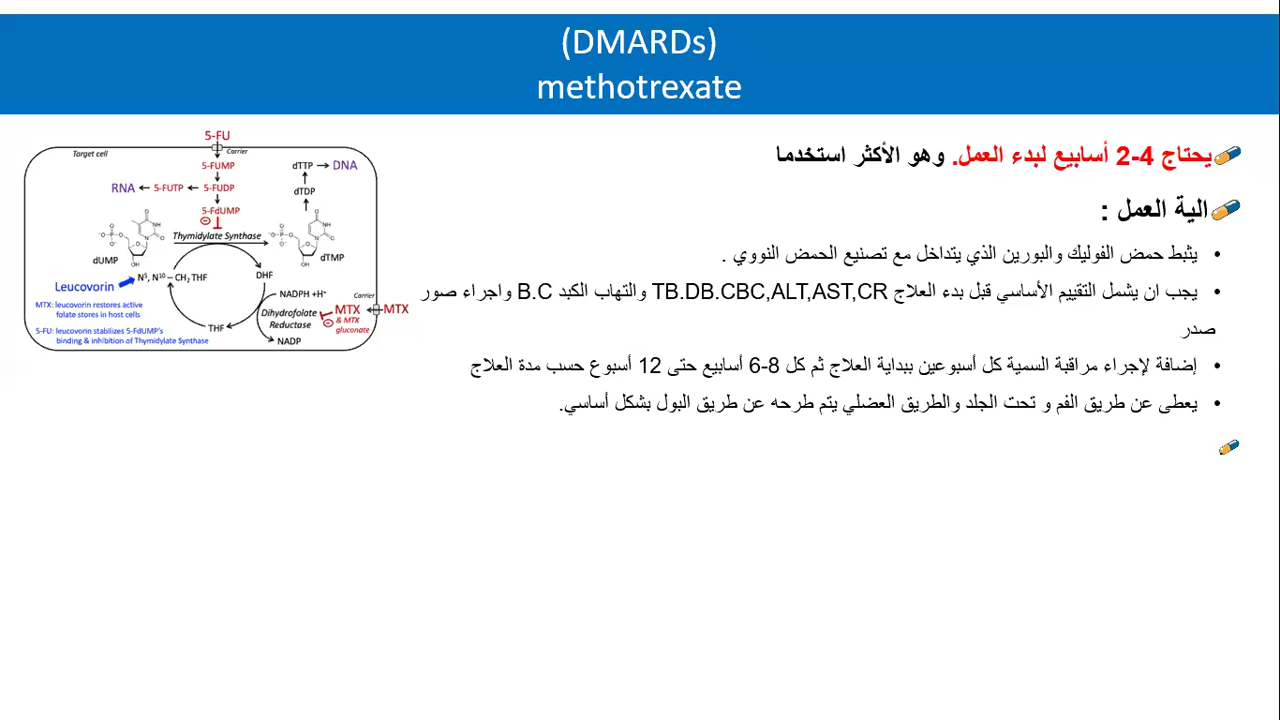 (DMARDs)
methotrexate
يحتاج 4-2 أسابيع لبدء العمل. وهو الأكثر استخدما
الية العمل :
• يثبط حمض الفوليك والبورين الذي يتداخل مع تصنيع الحمض النووي .
• يجب ان يشمل التقييم الأساسي قبل بدء العلاج TB.DB.CBC,ALT,AST,CR والتهاب الكبد B.C واجراء صور
صدر
• إضافة لإجراء مراقبة السمية كل أسبوعين ببداية العلاج ثم كل 8-6 أسابيع حتى 12 أسبوع حسب مدة العلاج
• يعطى عن طريق الفم و تحت الجلد والطريق العضلي يتم طرحه عن طريق البول بشكل أساسي.
5-FU
Carrier
Target cell
5-FUMP
dTTP → DNA
RNA ← 5-FUTP ← 5-FUDP
dTDP
5-FdUMP
Thymidylate Synthase
dUMP
dTMP
N5, N10 – CH2THF
DHF
Leucovorin
NADPH +H+
Carrier
MTX: leucovorin restores active
folate stores in host cells
Dihydrofolate
Reductase
MTX
& MTX
gluconate
MTX
5-FU: leucovorin stabilizes 5-FdUMP's
binding & inhibition of Thymidylate Synthase
THF
NADP